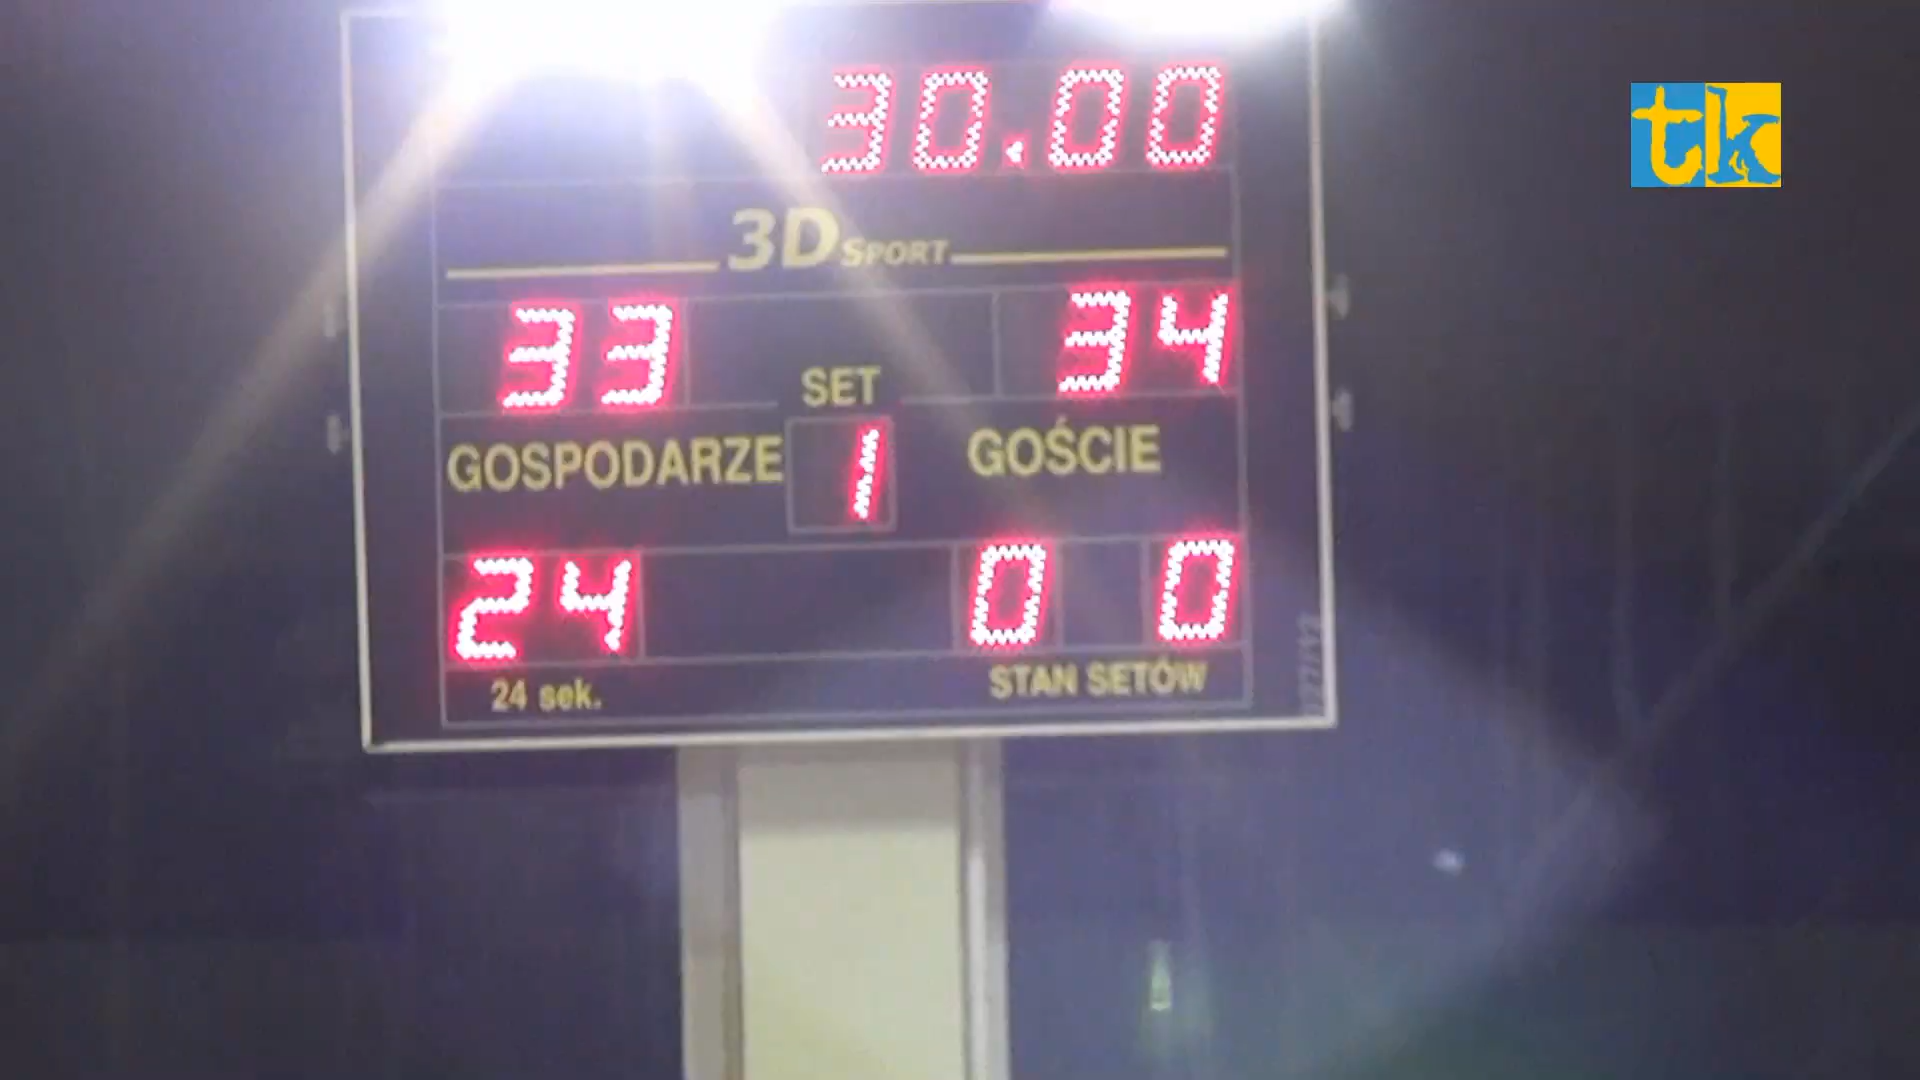 tk
30.00
3D SPORT
33 34
SET
GOSPODARZE 1 GOŚCIE
24 0 0
24 sek. STAN SETÓW